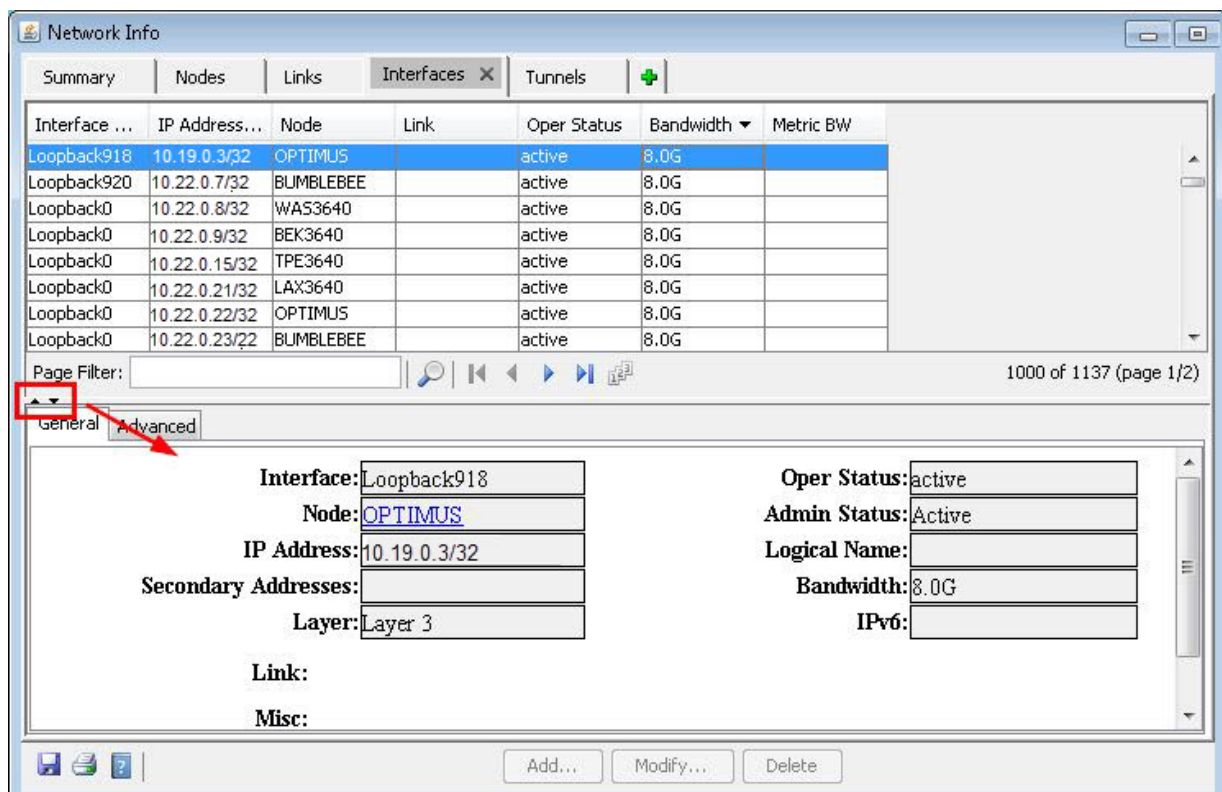 Network Info
Summary Nodes Links Interfaces Tunnels
Interface ... IP Address... Node Link Oper Status Bandwidth Metric BW
Loopback918 10.19.0.3/32 OPTIMUS active 8.0G
Loopback920 10.22.0.7/32 BUMBLEBEE active 8.0G
Loopback0 10.22.0.8/32 WAS3640 active 8.0G
Loopback0 10.22.0.9/32 BEK3640 active 8.0G
Loopback0 10.22.0.15/32 TPE3640 active 8.0G
Loopback0 10.22.0.21/32 LAX3640 active 8.0G
Loopback0 10.22.0.22/32 OPTIMUS active 8.0G
Loopback0 10.22.0.23/22 BUMBLEBEE active 8.0G
Page Filter: 1000 of 1137 (page 1/2)
General Advanced
Interface: Loopback918 Oper Status: active
Node: OPTIMUS Admin Status: Active
IP Address: 10.19.0.3/32 Logical Name:
Secondary Addresses: Bandwidth: 8.0G
Layer: Layer 3 IPv6:
Link:
Misc:
Add... Modify... Delete